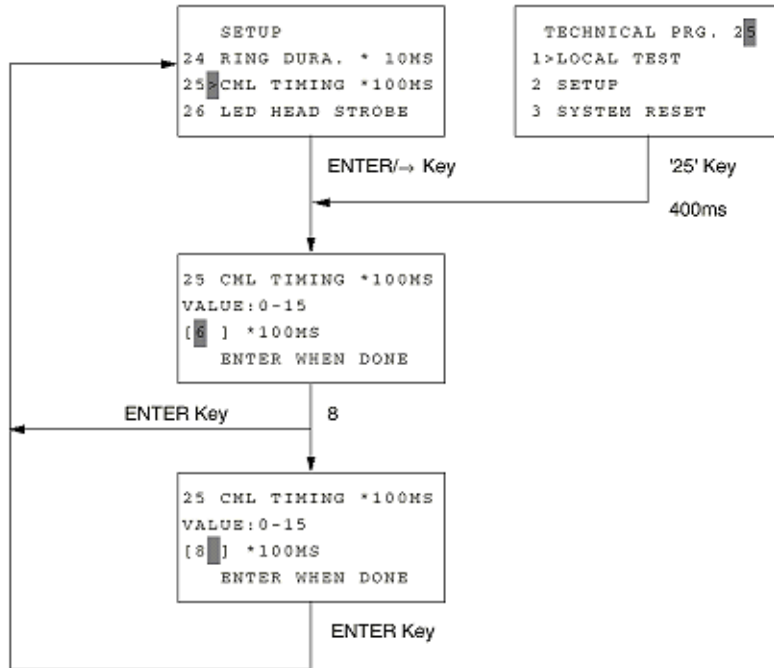 SETUP
24 RING DURA. * 10MS
25>CML TIMING *100MS
26 LED HEAD STROBE
TECHNICAL PRG. 25
1>LOCAL TEST
2 SETUP
3 SYSTEM RESET
ENTER/→ Key
'25' Key
400ms
25 CML TIMING *100MS
VALUE:0-15
[6 ] *100MS
ENTER WHEN DONE
ENTER Key
8
25 CML TIMING *100MS
VALUE:0-15
[8 ] *100MS
ENTER WHEN DONE
ENTER Key